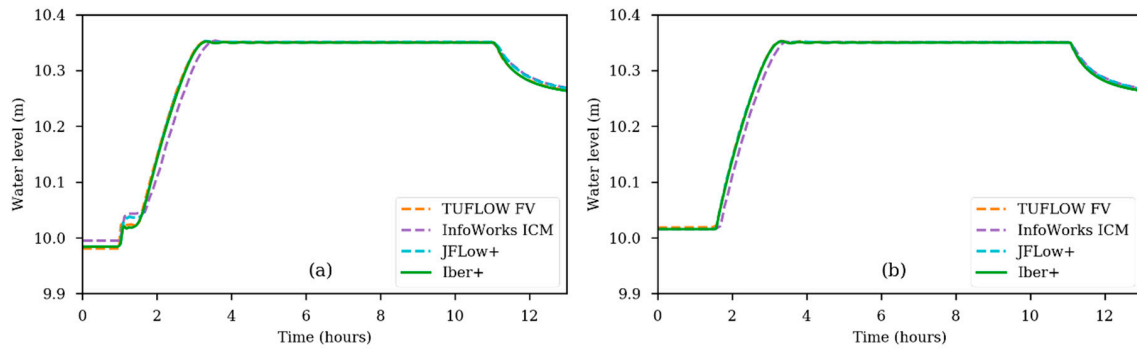 10.4
10.3
10.2
10.1
10.0
9.9
Water level (m)
0 2 4 6 8 10 12
Time (hours)
TUFLOW FV
InfoWorks ICM
JFLow+
Iber+
(a)
10.4
10.3
10.2
10.1
10.0
9.9
Water level (m)
0 2 4 6 8 10 12
Time (hours)
TUFLOW FV
InfoWorks ICM
JFLow+
Iber+
(b)